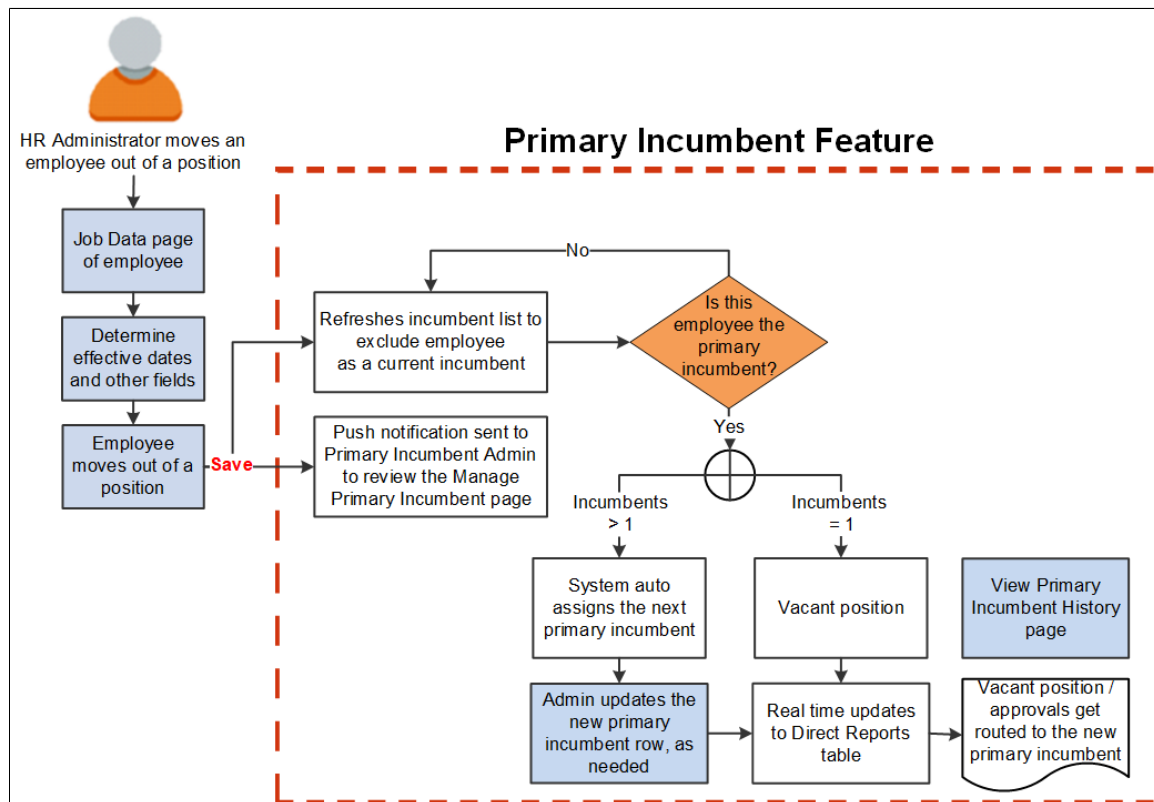 HR Administrator moves an
employee out of a position
Primary Incumbent Feature
Job Data page
of employee
Determine
effective dates
and other fields
Employee
moves out of a
position
Save
No
Refreshes incumbent list to
exclude employee
as a current incumbent
Is this
employee the
primary
incumbent?
Push notification sent to
Primary Incumbent Admin
to review the Manage
Primary Incumbent page
Yes
Incumbents
> 1
Incumbents
= 1
System auto
assigns the next
primary incumbent
Vacant position
View Primary
Incumbent History
page
Admin updates the
new primary
incumbent row, as
needed
Real time updates
to Direct Reports
table
Vacant position /
approvals get
routed to the new
primary incumbent